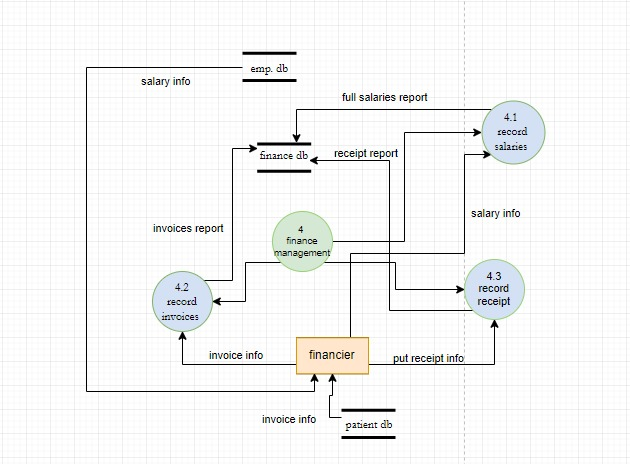 emp. db
salary info
full salaries report
4.1
record
salaries
finance db
receipt report
salary info
invoices report
4
finance
management
4.2
record
invoices
4.3
record
receipt
invoice info
financier
put receipt info
invoice info
patient db